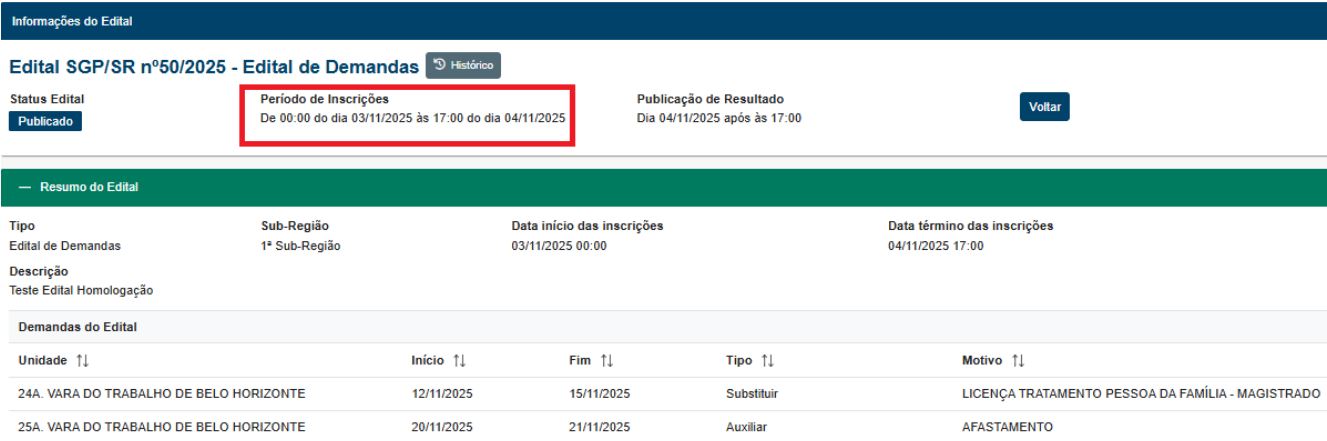 Informações do Edital
Edital SGP/SR nº50/2025 - Edital de Demandas Histórico
Status Edital Período de Inscrições Publicação de Resultado
Publicado De 00:00 do dia 03/11/2025 às 17:00 do dia 04/11/2025 Dia 04/11/2025 após às 17:00 Voltar
— Resumo do Edital
Tipo Sub-Região Data início das inscrições Data término das inscrições
Edital de Demandas 1ª Sub-Região 03/11/2025 00:00 04/11/2025 17:00
Descrição
Teste Edital Homologação
Demandas do Edital
Unidade ↑↓ Início ↑↓ Fim ↑↓ Tipo ↑↓ Motivo ↑↓
24A. VARA DO TRABALHO DE BELO HORIZONTE 12/11/2025 15/11/2025 Substituir LICENÇA TRATAMENTO PESSOA DA FAMÍLIA - MAGISTRADO
25A. VARA DO TRABALHO DE BELO HORIZONTE 20/11/2025 21/11/2025 Auxiliar AFASTAMENTO